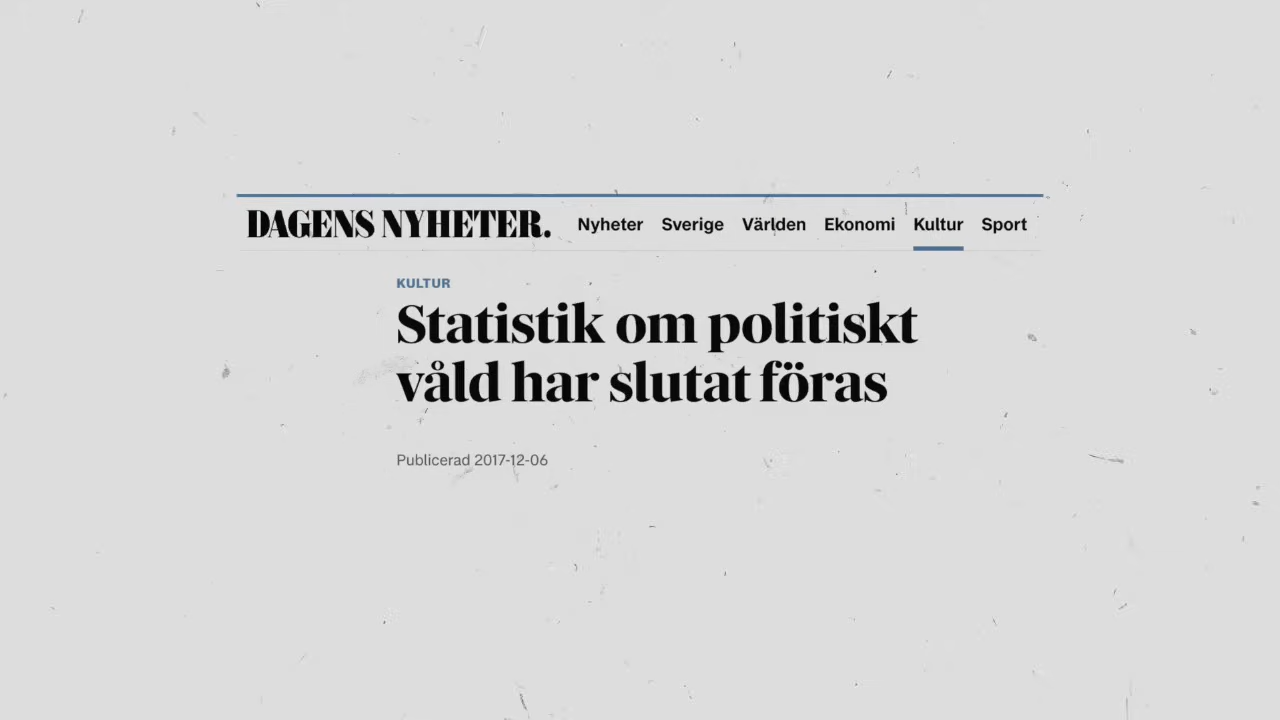 DAGENS NYHETER. Nyheter Sverige Världen Ekonomi Kultur Sport
KULTUR
Statistik om politiskt
våld har slutat föras
Publicerad 2017-12-06